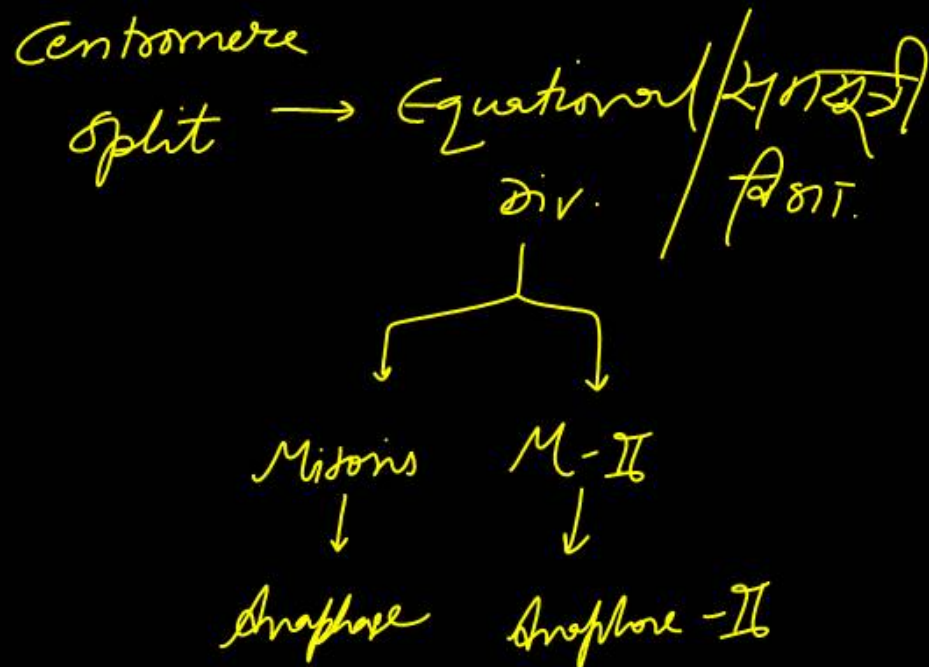 Centromere
split → Equational / समसूत्री
Div. / विभा.
Mitosis M-II
Anaphase Anaphase-II